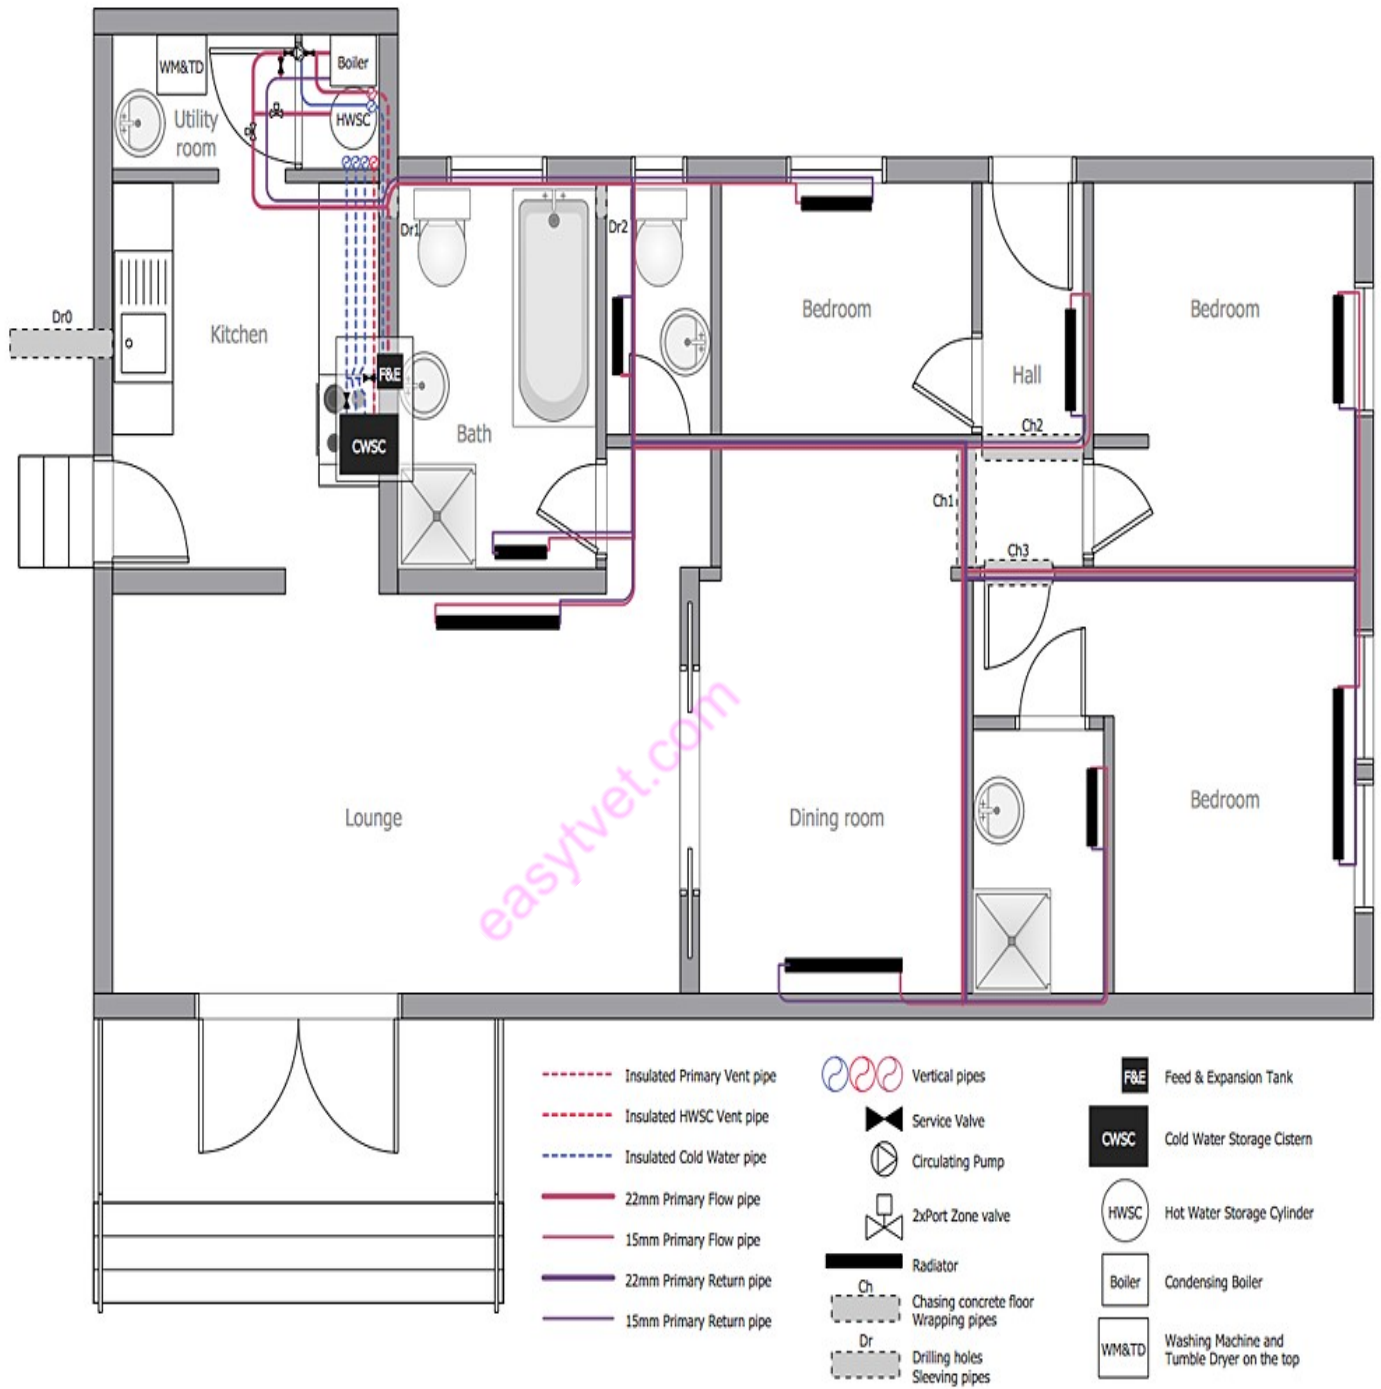 WM&TD
Boiler
HWSC
Utility
room
Dr1
Dr2
Dr0
Kitchen
Bedroom
Bedroom
Hall
F&E
Bath
CWSC
Ch2
Ch1
Ch3
Lounge
Dining room
Bedroom
easytvet.com
Insulated Primary Vent pipe
Insulated HWSC Vent pipe
Insulated Cold Water pipe
22mm Primary Flow pipe
15mm Primary Flow pipe
22mm Primary Return pipe
15mm Primary Return pipe
Vertical pipes
Service Valve
Circulating Pump
2xPort Zone valve
Radiator
Ch
Chasing concrete floor
Wrapping pipes
Dr
Drilling holes
Sleeving pipes
F&E
Feed & Expansion Tank
CWSC
Cold Water Storage Cistern
HWSC
Hot Water Storage Cylinder
Boiler
Condensing Boiler
WM&TD
Washing Machine and
Tumble Dryer on the top